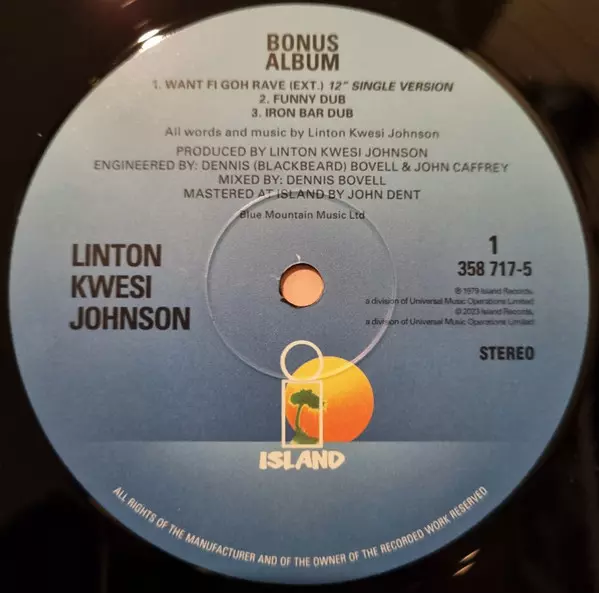 BONUS
ALBUM
1. WANT FI GOH RAVE (EXT.) 12" SINGLE VERSION
2. FUNNY DUB
3. IRON BAR DUB
All words and music by Linton Kwesi Johnson
PRODUCED BY LINTON KWESI JOHNSON
ENGINEERED BY: DENNIS (BLACKBEARD) BOVELL & JOHN CAFFREY
MIXED BY: DENNIS BOVELL
MASTERED AT ISLAND BY JOHN DENT
Blue Mountain Music Ltd
LINTON
KWESI
JOHNSON
1
358 717-5
℗ 1979 Island Records,
a division of Universal Music Operations Limited
© 2023 Island Records,
a division of Universal Music Operations Limited
STEREO
ISLAND
ALL RIGHTS OF THE MANUFACTURER AND OF THE OWNER OF THE RECORDED WORK RESERVED